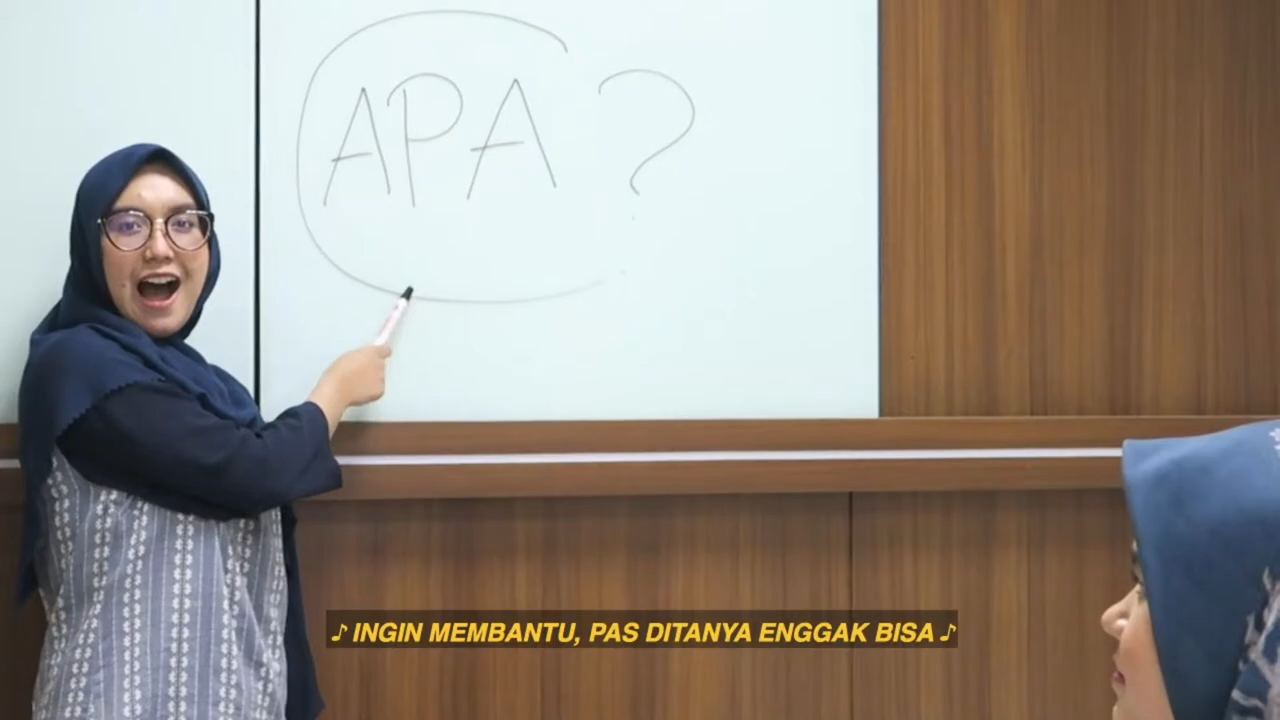 APA?
♪ INGIN MEMBANTU, PAS DITANYA ENGGAK BISA ♪